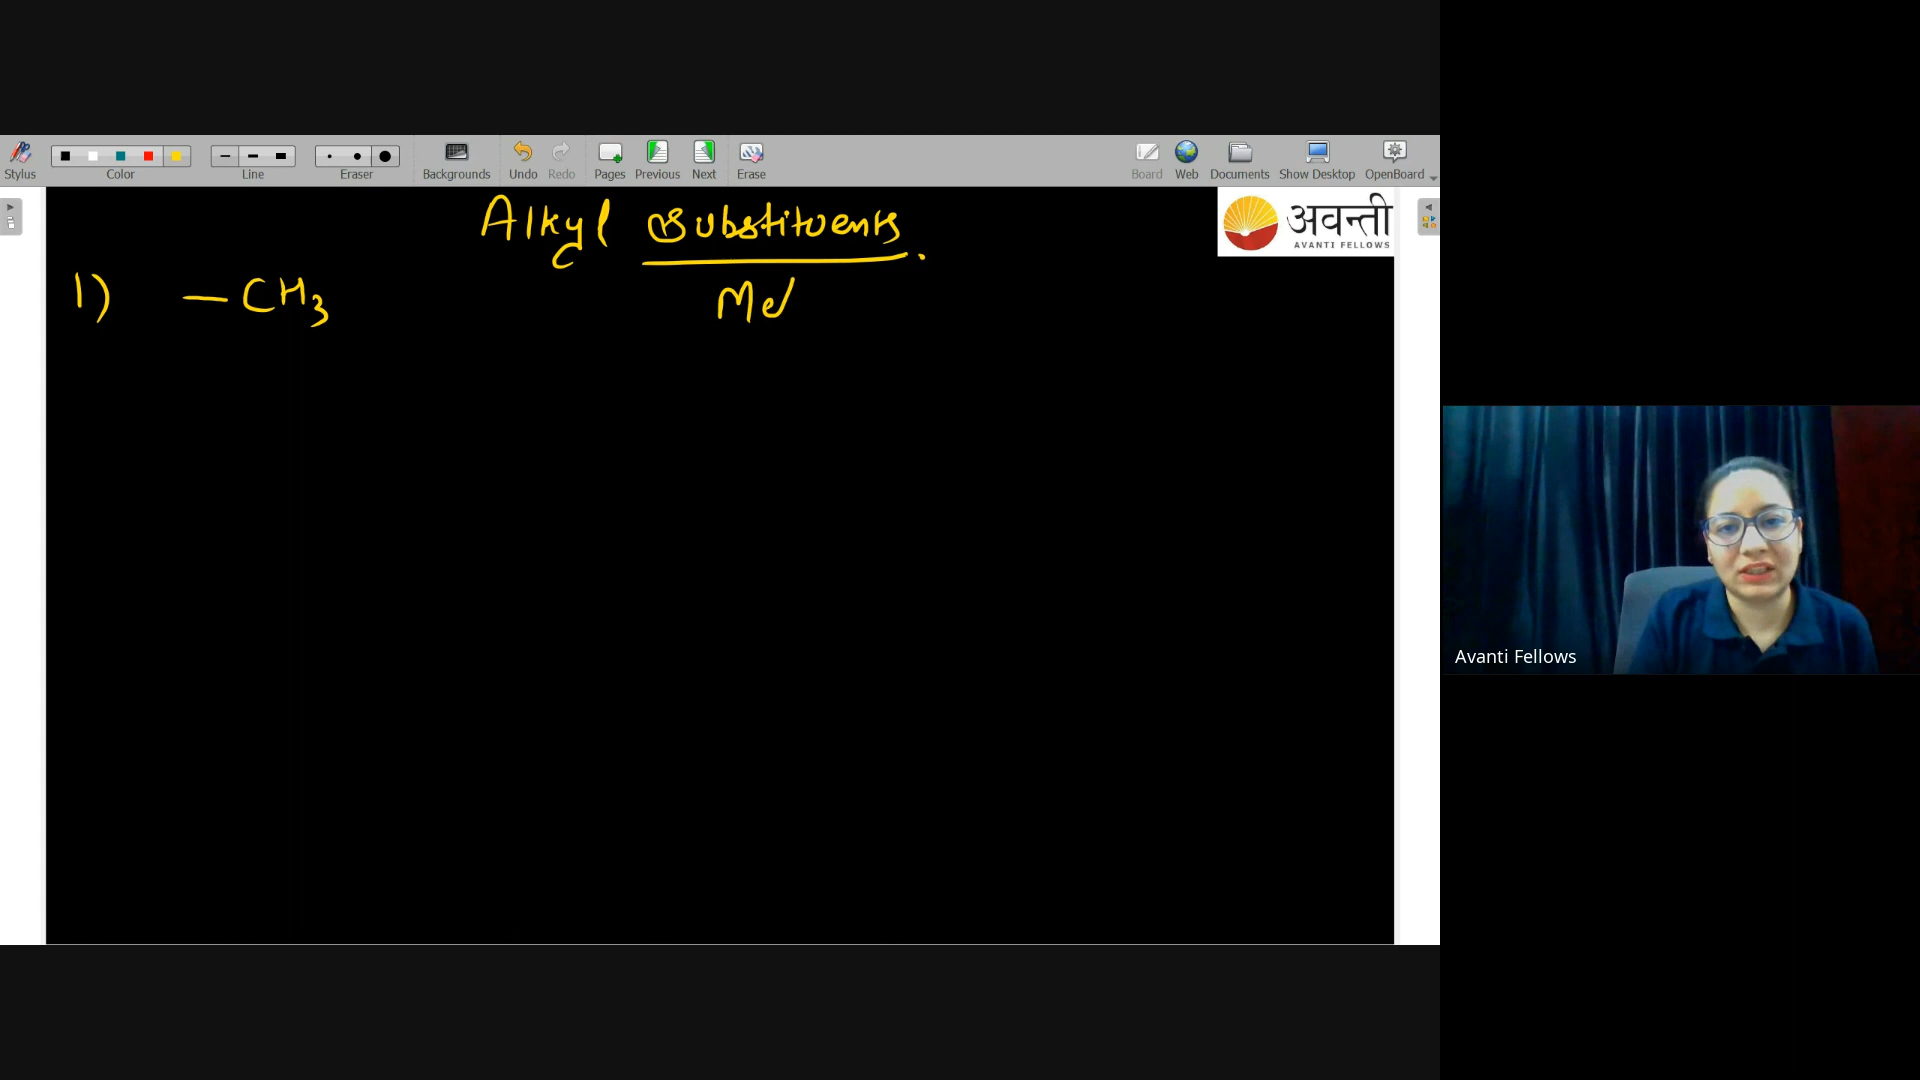 Stylus Color Line Eraser Backgrounds Undo Redo Pages Previous Next Erase Board Web Documents Show Desktop OpenBoard
Alkyl substituents.
अवन्ती
AVANTI FELLOWS
1) — CH3
Me
Avanti Fellows